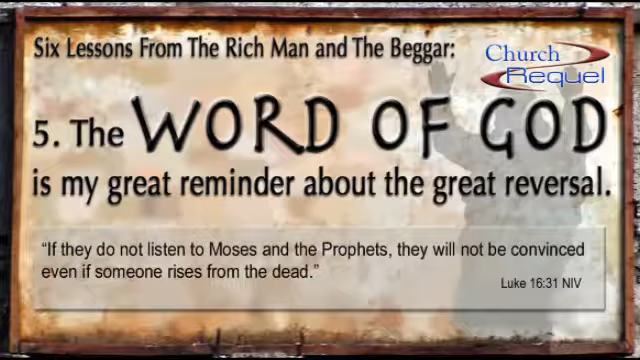 Six Lessons From The Rich Man and The Beggar:
Church
Requel
5. The WORD OF GOD
is my great reminder about the great reversal.
“If they do not listen to Moses and the Prophets, they will not be convinced
even if someone rises from the dead.”
Luke 16:31 NIV